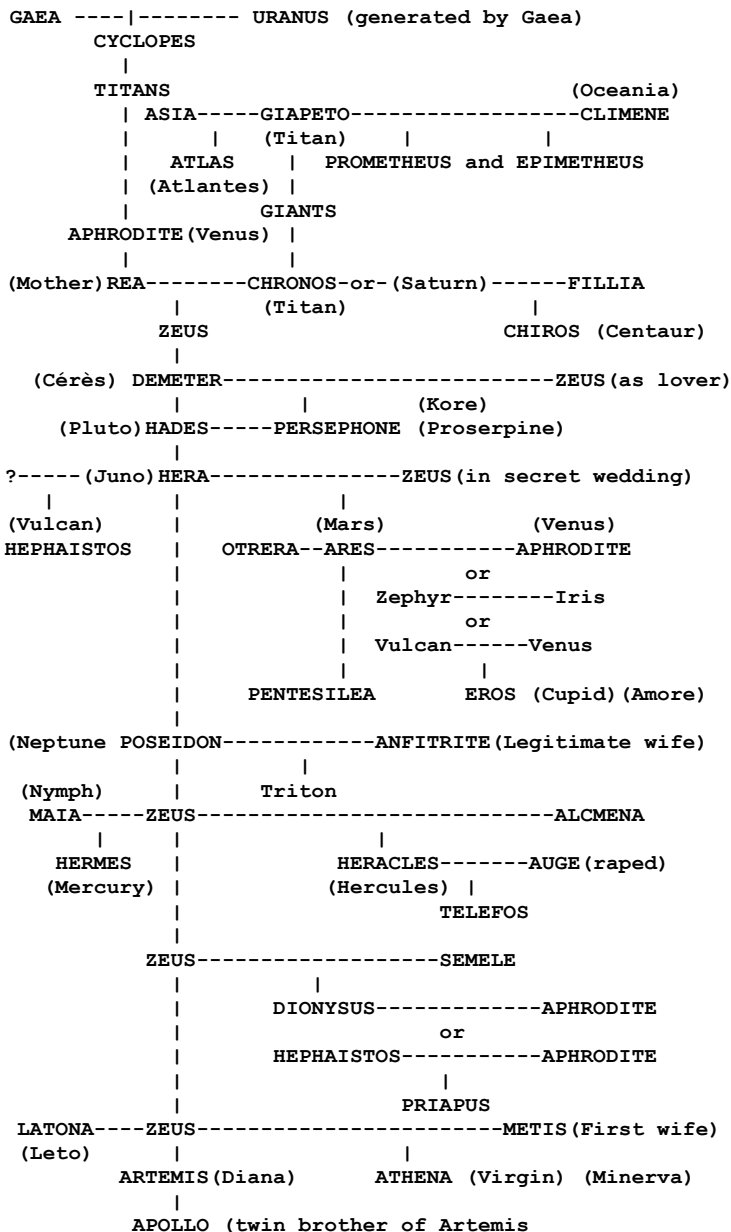 GAEA ----|-------- URANUS (generated by Gaea)
CYCLOPES
|
TITANS (Oceania)
| ASIA-----GIAPETO------------------CLIMENE
| | (Titan) | |
| ATLAS | PROMETHEUS and EPIMETHEUS
| (Atlantes) |
| GIANTS
APHRODITE(Venus) |
| |
(Mother)REA--------CHRONOS-or-(Saturn)------FILLIA
| (Titan) |
ZEUS CHIROS (Centaur)
|
(Cérès) DEMETER--------------------------ZEUS(as lover)
| | (Kore)
(Pluto)HADES-----PERSEPHONE (Proserpine)
|
?-----(Juno)HERA---------------ZEUS(in secret wedding)
| | |
(Vulcan) | (Mars) (Venus)
HEPHAISTOS | OTRERA--ARES-----------APHRODITE
| | or
| | Zephyr--------Iris
| | or
| | Vulcan------Venus
| | |
| PENTESILEA EROS (Cupid)(Amore)
|
(Neptune POSEIDON------------ANFITRITE(Legitimate wife)
| |
(Nymph) | Triton
MAIA-----ZEUS----------------------------ALCMENA
| | |
HERMES | HERACLES-------AUGE(raped)
(Mercury) | (Hercules) |
| TELEFOS
|
ZEUS-------------------SEMELE
| |
| DIONYSUS-------------APHRODITE
| or
| HEPHAISTOS-----------APHRODITE
| |
| PRIAPUS
LATONA----ZEUS------------------------METIS(First wife)
(Leto) | |
ARTEMIS(Diana) ATHENA (Virgin) (Minerva)
|
APOLLO (twin brother of Artemis